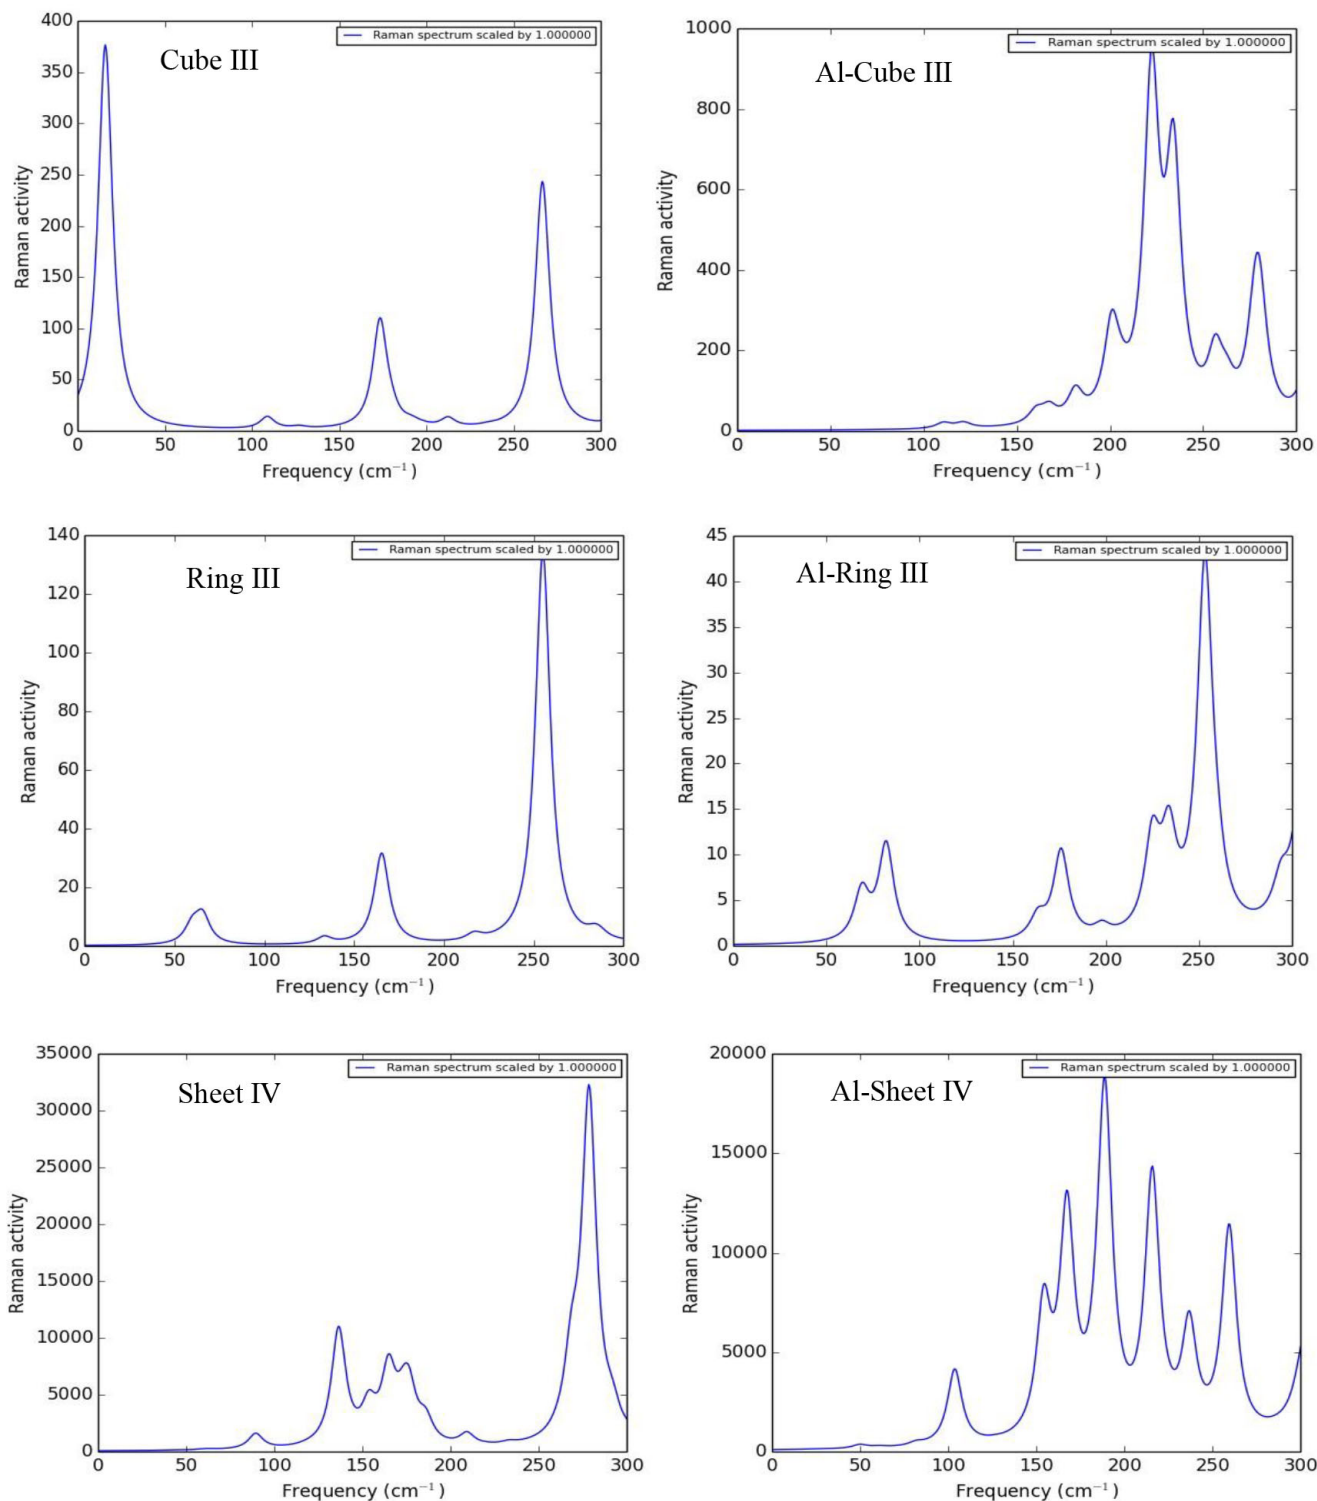 400
350
300
250
200
150
100
50
0
Raman activity
Raman spectrum scaled by 1.000000
Cube III
0 50 100 150 200 250 300
Frequency (cm⁻¹)
1000
800
600
400
200
0
Raman activity
Raman spectrum scaled by 1.000000
Al-Cube III
0 50 100 150 200 250 300
Frequency (cm⁻¹)
140
120
100
80
60
40
20
0
Raman activity
Raman spectrum scaled by 1.000000
Ring III
0 50 100 150 200 250 300
Frequency (cm⁻¹)
45
40
35
30
25
20
15
10
5
0
Raman activity
Raman spectrum scaled by 1.000000
Al-Ring III
0 50 100 150 200 250 300
Frequency (cm⁻¹)
35000
30000
25000
20000
15000
10000
5000
0
Raman activity
Raman spectrum scaled by 1.000000
Sheet IV
0 50 100 150 200 250 300
Frequency (cm⁻¹)
20000
15000
10000
5000
0
Raman activity
Raman spectrum scaled by 1.000000
Al-Sheet IV
0 50 100 150 200 250 300
Frequency (cm⁻¹)